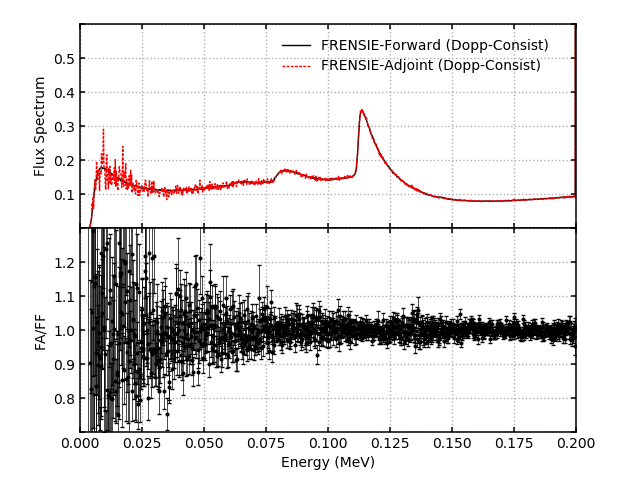 0.5
0.4
0.3
0.2
0.1
Flux Spectrum
FRENSIE-Forward (Dopp-Consist)
FRENSIE-Adjoint (Dopp-Consist)
1.2
1.1
1.0
0.9
0.8
FA/FF
0.000 0.025 0.050 0.075 0.100 0.125 0.150 0.175 0.200
Energy (MeV)